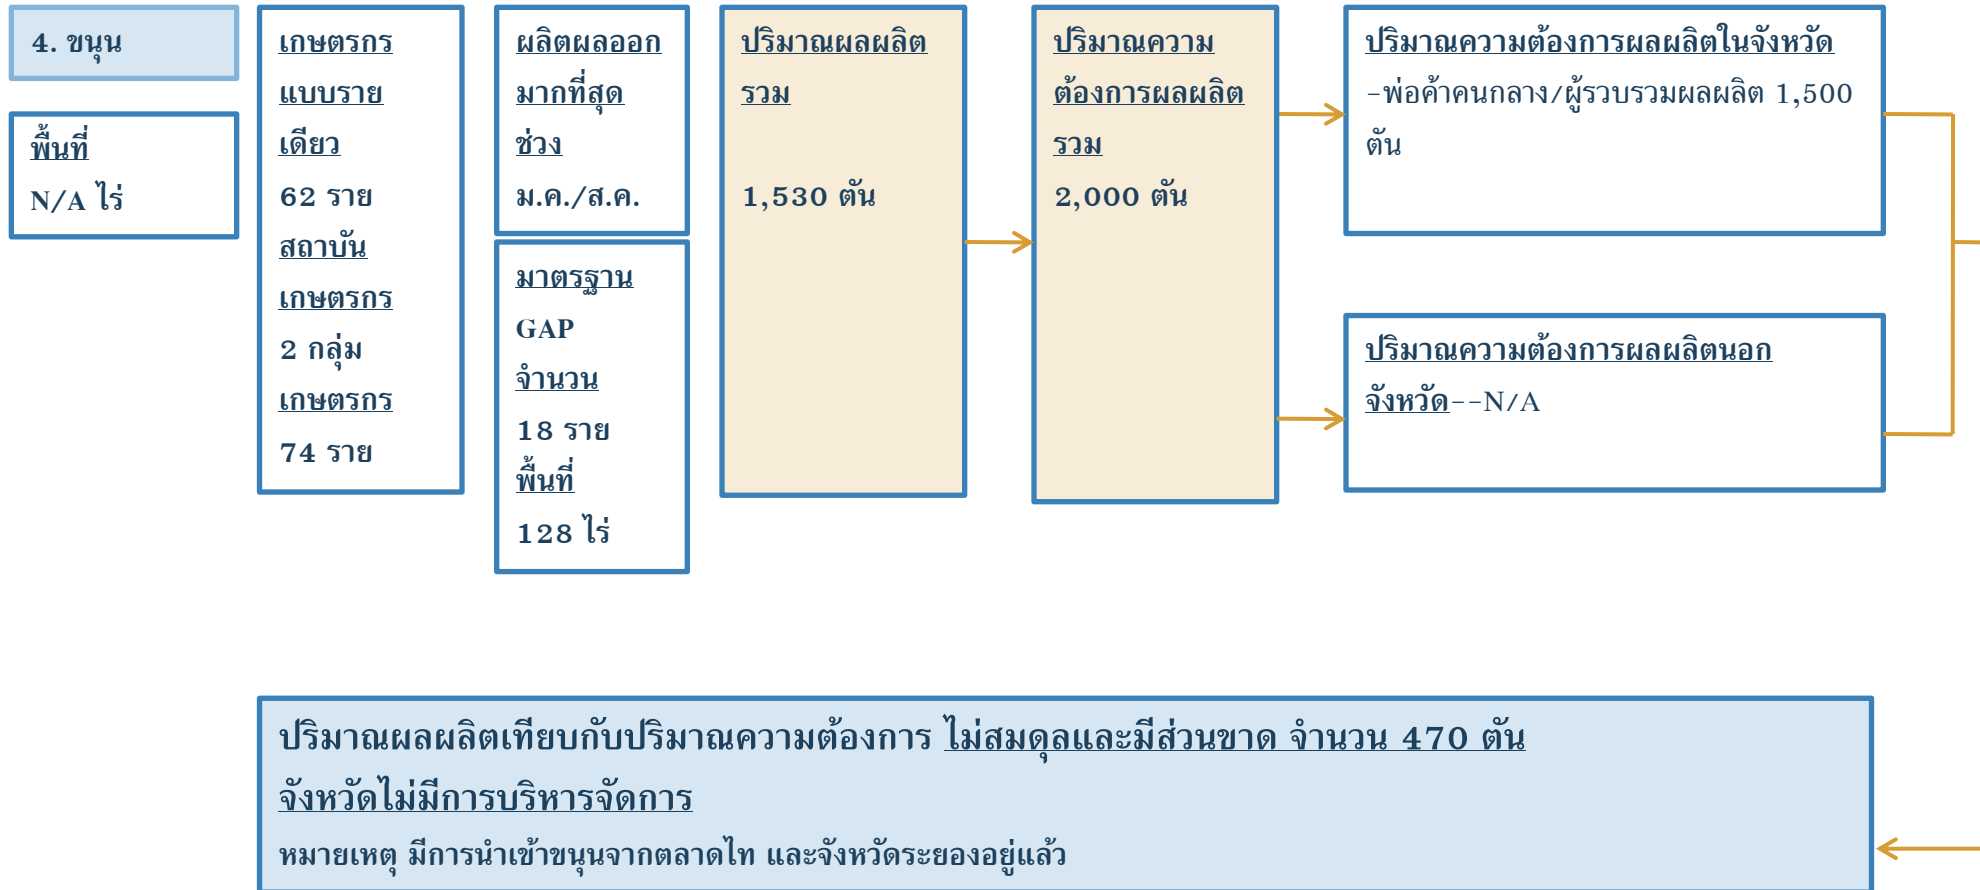 4. ขนุน
พื้นที่
N/A ไร่
เกษตรกร
แบบราย
เดียว
62 ราย
สถาบัน
เกษตรกร
2 กลุ่ม
เกษตรกร
74 ราย
ผลิตผลออก
มากที่สุด
ช่วง
ม.ค./ส.ค.
มาตรฐาน
GAP
จำนวน
18 ราย
พื้นที่
128 ไร่
ปริมาณผลผลิต
รวม
1,530 ตัน
ปริมาณความ
ต้องการผลผลิต
รวม
2,000 ตัน
ปริมาณความต้องการผลผลิตในจังหวัด
-พ่อค้าคนกลาง/ผู้รวบรวมผลผลิต 1,500
ตัน
ปริมาณความต้องการผลผลิตนอก
จังหวัด--N/A
ปริมาณผลผลิตเทียบกับปริมาณความต้องการ ไม่สมดุลและมีส่วนขาด จำนวน 470 ตัน
จังหวัดไม่มีการบริหารจัดการ
หมายเหตุ มีการนำเข้าขนุนจากตลาดไท และจังหวัดระยองอยู่แล้ว